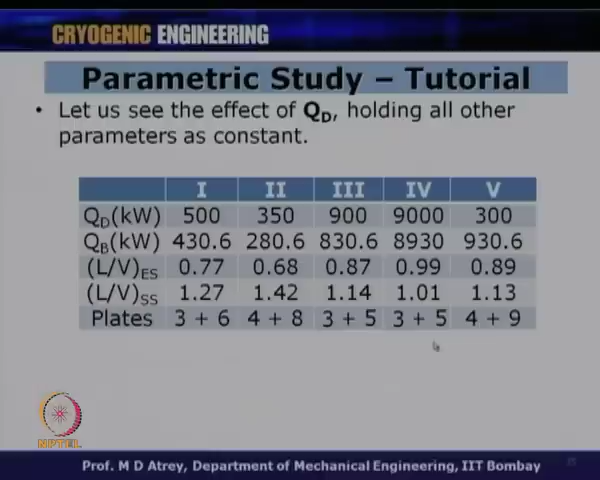 CRYOGENIC ENGINEERING
Parametric Study – Tutorial
• Let us see the effect of QD, holding all other
parameters as constant.
I II III IV V
QD(kW) 500 350 900 9000 300
QB(kW) 430.6 280.6 830.6 8930 930.6
(L/V)ES 0.77 0.68 0.87 0.99 0.89
(L/V)SS 1.27 1.42 1.14 1.01 1.13
Plates 3 + 6 4 + 8 3 + 5 3 + 5 4 + 9
NPTEL
Prof. M D Atrey, Department of Mechanical Engineering, IIT Bombay